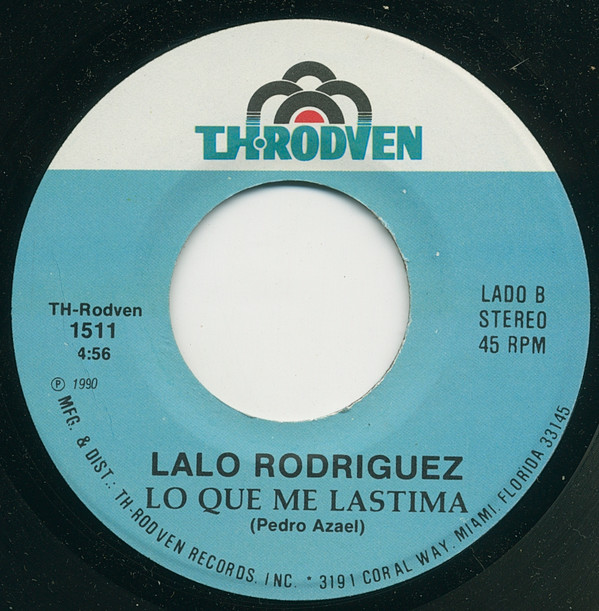 TH·RODVEN
TH-Rodven
1511
4:56
℗ 1990
LADO B
STEREO
45 RPM
LALO RODRIGUEZ
LO QUE ME LASTIMA
(Pedro Azael)
MFG. & DIST.: TH-RODVEN RECORDS, INC. * 3191 CORAL WAY, MIAMI, FLORIDA 33145